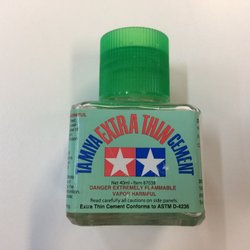 TAMIYA EXTRA THIN CEMENT
Net 40ml • Item 87038
DANGER EXTREMELY FLAMMABLE
VAPOR HARMFUL
Read carefully all cautions on side panels.
Extra Thin Cement Conforms to ASTM D-4236